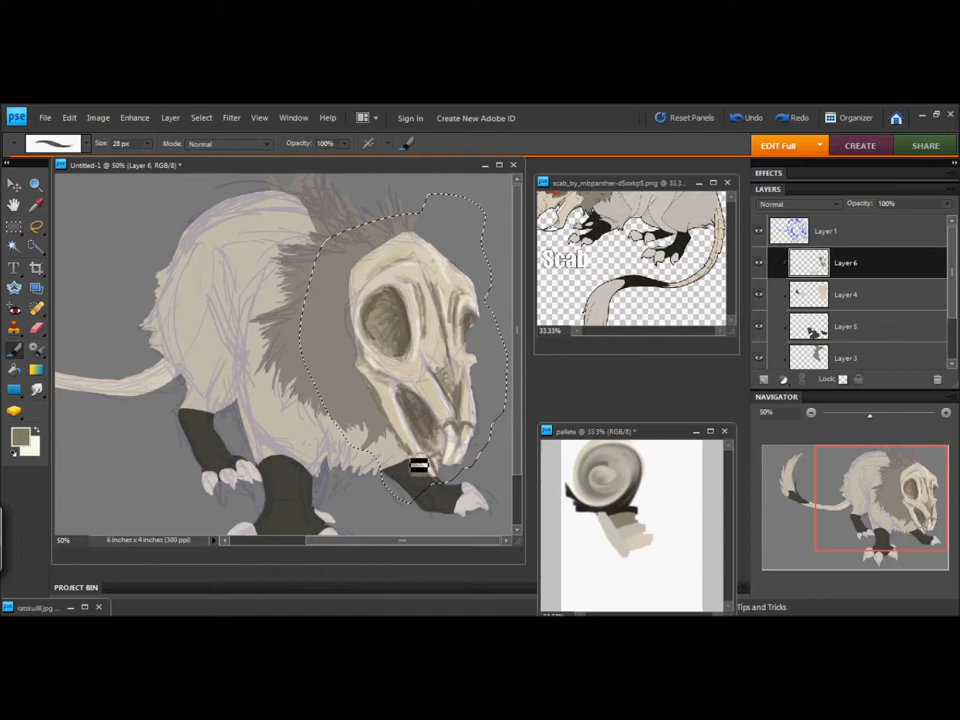 pse File Edit Image Enhance Layer Select Filter View Window Help Sign In Create New Adobe ID Reset Panels Undo Redo Organizer
Size: 28 px Mode: Normal Opacity: 100% EDIT Full CREATE SHARE
Untitled-1 @ 50% (Layer 6, RGB/8) *
scab_by_mbpanther-d5xxkp5.png @ 33.3...
Scab
33.33%
EFFECTS
LAYERS
Normal Opacity: 100%
Layer 1
Layer 6
Layer 4
Layer 5
Layer 3
Lock:
NAVIGATOR
50%
pallete @ 33.3% (RGB/8) *
50% 6 inches x 4 inches (300 ppi)
PROJECT BIN
Tips and Tricks